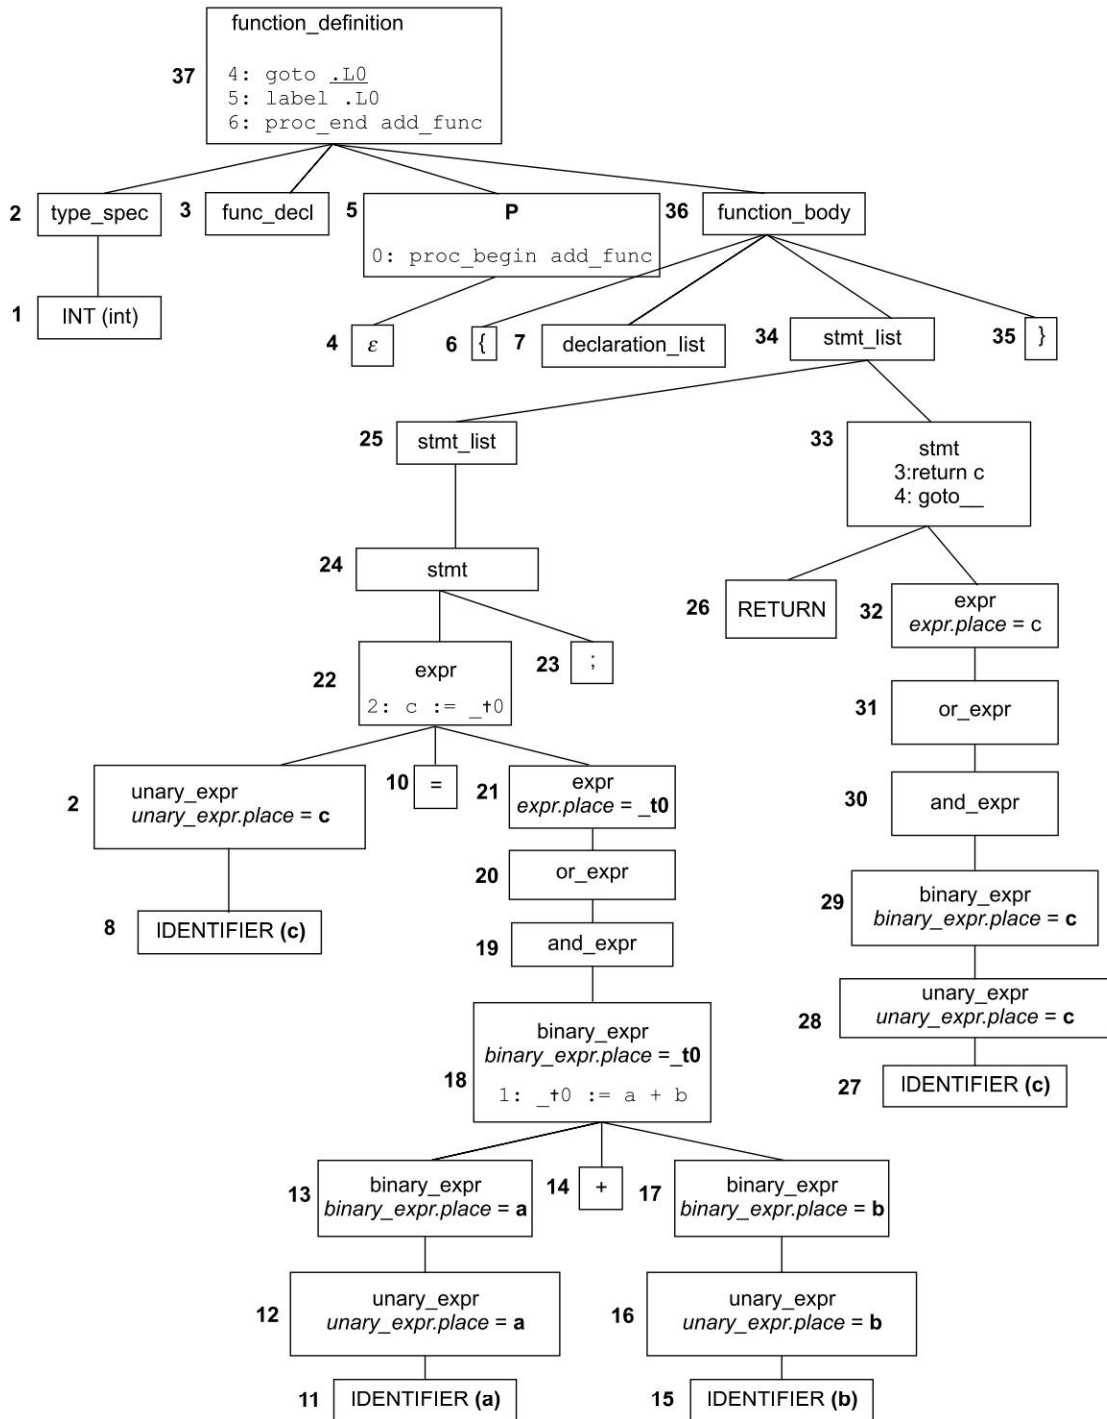 function_definition
37
4: goto .L0
5: label .L0
6: proc_end add_func
2 type_spec
3 func_decl
5 P
0: proc_begin add_func
36 function_body
1 INT (int)
4 ε
6 {
7 declaration_list
34 stmt_list
35 }
25 stmt_list
33 stmt
3:return c
4: goto__
24 stmt
26 RETURN
32 expr
expr.place = c
22 expr
2: c := _t0
23 ;
31 or_expr
2 unary_expr
unary_expr.place = c
10 =
21 expr
expr.place = _t0
30 and_expr
20 or_expr
29 binary_expr
binary_expr.place = c
8 IDENTIFIER (c)
19 and_expr
28 unary_expr
unary_expr.place = c
18 binary_expr
binary_expr.place =_t0
1: _t0 := a + b
27 IDENTIFIER (c)
13 binary_expr
binary_expr.place = a
14 +
17 binary_expr
binary_expr.place = b
12 unary_expr
unary_expr.place = a
16 unary_expr
unary_expr.place = b
11 IDENTIFIER (a)
15 IDENTIFIER (b)